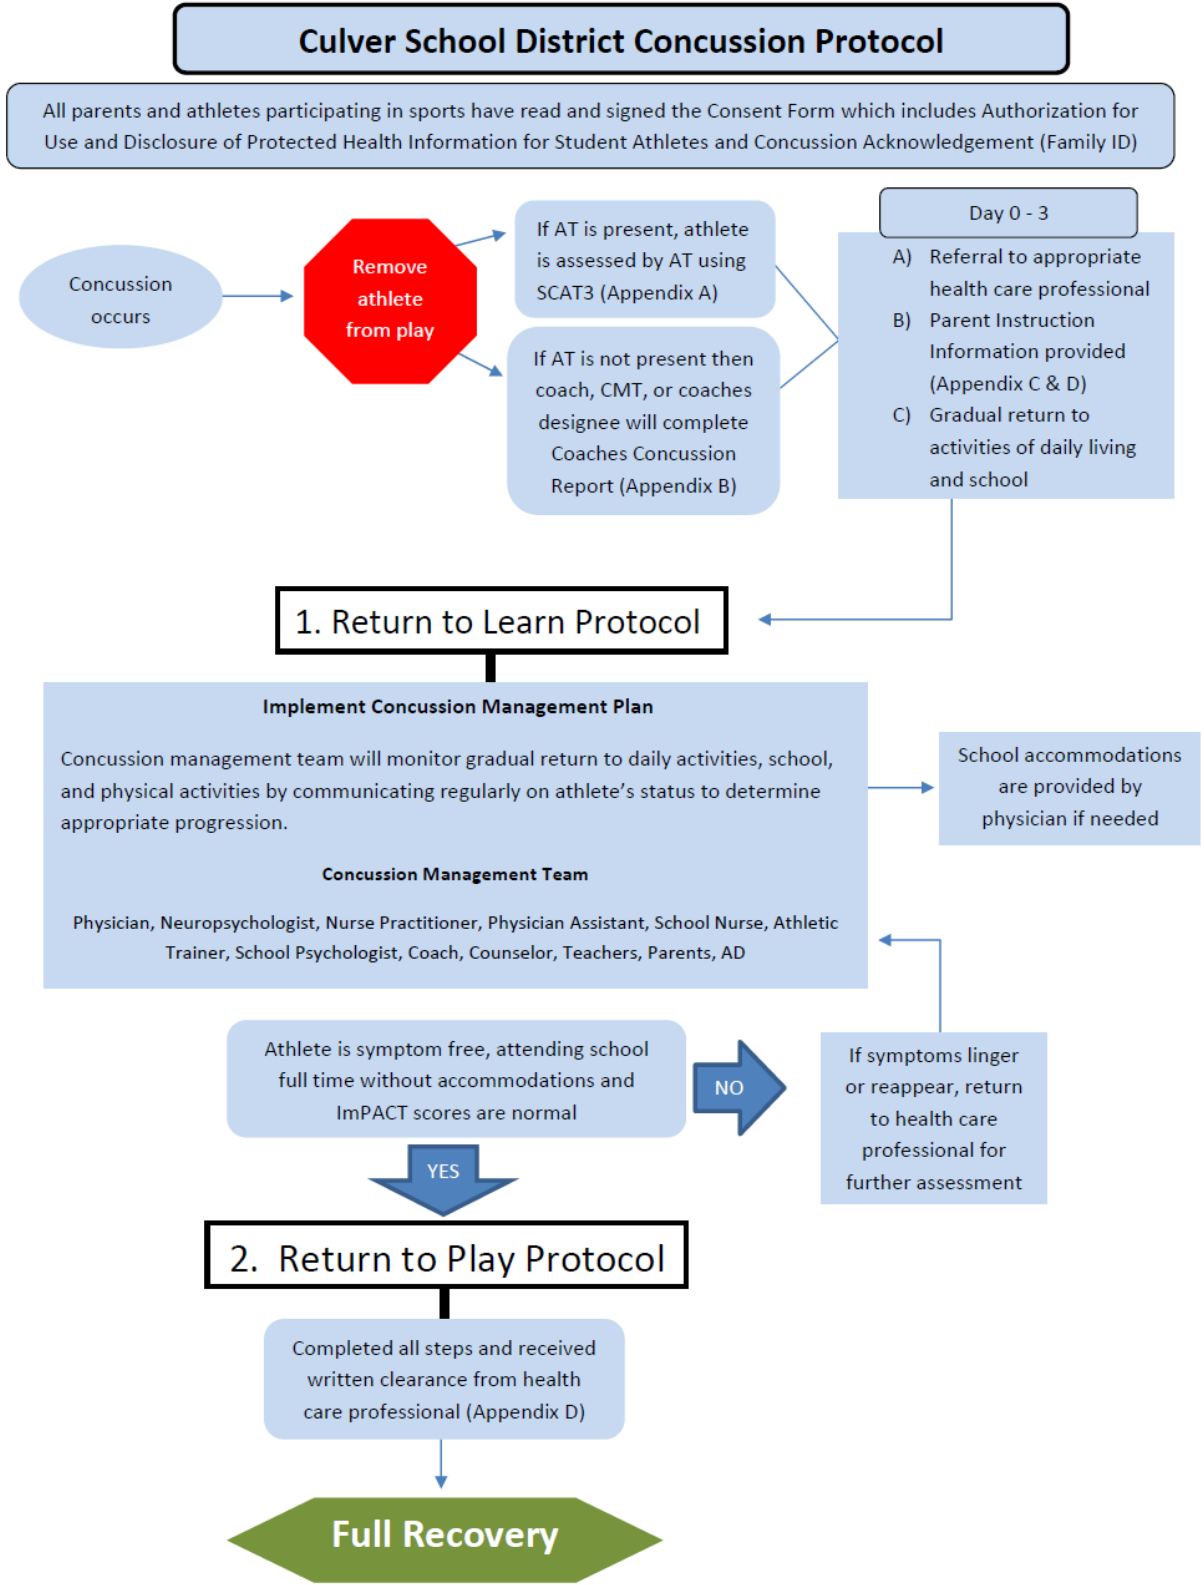 Culver School District Concussion Protocol
All parents and athletes participating in sports have read and signed the Consent Form which includes Authorization for
Use and Disclosure of Protected Health Information for Student Athletes and Concussion Acknowledgement (Family ID)
Concussion
occurs
Remove
athlete
from play
If AT is present, athlete
is assessed by AT using
SCAT3 (Appendix A)
If AT is not present then
coach, CMT, or coaches
designee will complete
Coaches Concussion
Report (Appendix B)
Day 0 - 3
A) Referral to appropriate
health care professional
B) Parent Instruction
Information provided
(Appendix C & D)
C) Gradual return to
activities of daily living
and school
1. Return to Learn Protocol
Implement Concussion Management Plan
Concussion management team will monitor gradual return to daily activities, school,
and physical activities by communicating regularly on athlete's status to determine
appropriate progression.
Concussion Management Team
Physician, Neuropsychologist, Nurse Practitioner, Physician Assistant, School Nurse, Athletic
Trainer, School Psychologist, Coach, Counselor, Teachers, Parents, AD
School accommodations
are provided by
physician if needed
Athlete is symptom free, attending school
full time without accommodations and
ImPACT scores are normal
NO
If symptoms linger
or reappear, return
to health care
professional for
further assessment
YES
2. Return to Play Protocol
Completed all steps and received
written clearance from health
care professional (Appendix D)
Full Recovery